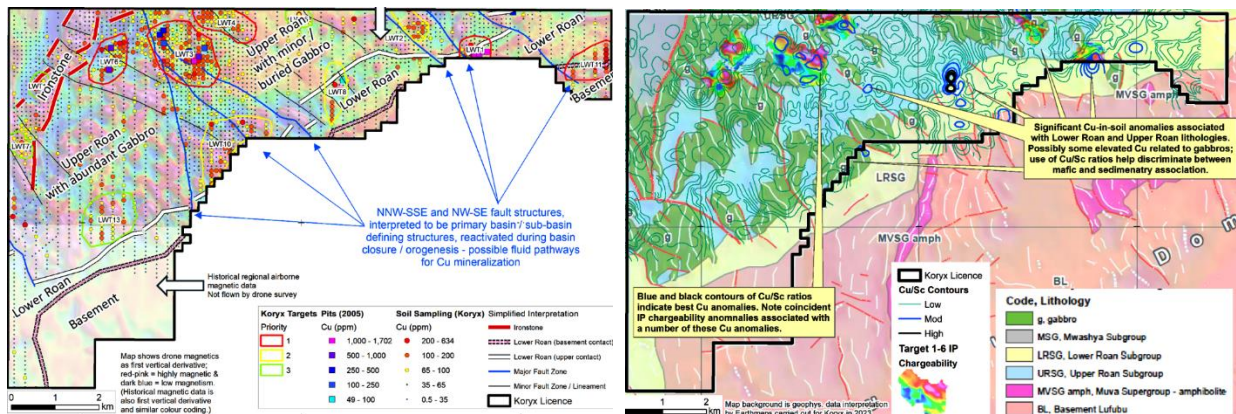 LWT4
LWT2
LWT3
LWT6
LWT1
LWT11
LWT8
LWT10
LWT13
LWT7
Ironstone
Upper Roan
with minor /
buried Gabbro
Lower Roan
Lower Roan
Basement
Upper Roan
with abundant Gabbro
Lower Roan
Basement
NNW-SSE and NW-SE fault structures,
interpreted to be primary basin / sub-basin
defining structures, reactivated during basin
closure / orogenesis - possible fluid pathways
for Cu mineralization
Historical regional airborne
magnetic data
Not flown by drone survey
Map shows drone magnetics
as first vertical derivative;
red-pink = highly magnetic &
dark blue = low magnetism.
(Historical magnetic data is
also first vertical derivative
and similar colour coding.)
0 1 2
km
Koryx Targets
Priority
1
2
3
Pits (2005)
Cu (ppm)
1,000 - 1,702
500 - 1,000
250 - 500
100 - 250
49 - 100
Soil Sampling (Koryx)
Cu (ppm)
200 - 634
100 - 200
65 - 100
35 - 65
0.5 - 35
Simplified Interpretation
Ironstone
Lower Roan (basement contact)
Lower Roan (upper contact)
Major Fault Zone
Minor Fault Zone / Lineament
Koryx Licence
URSG
g
g
g
g
g
g
MVSG amph
Significant Cu-in-soil anomalies associated
with Lower Roan and Upper Roan lithologies.
Possibly some elevated Cu related to gabbros;
use of Cu/Sc ratios help discriminate between
mafic and sedimenatry association.
LRSG
MVSG amph
D o m
BL
Blue and black contours of Cu/Sc ratios
indicate best Cu anomalies. Note coincident
IP chargeability anomnalies associated with
a number of these Cu anomalies.
Koryx Licence
Cu/Sc Contours
Low
Mod
High
Target 1-6 IP
Chargeability
Code, Lithology
g, gabbro
MSG, Mwashya Subgroup
LRSG, Lower Roan Subgroup
URSG, Upper Roan Subgroup
MVSG amph, Muva Supergroup - amphibolite
BL, Basement Lufubu
0 1 2
km
Map background is geophys. data interpretation
by Earthmaps carried out for Koryx in 2023